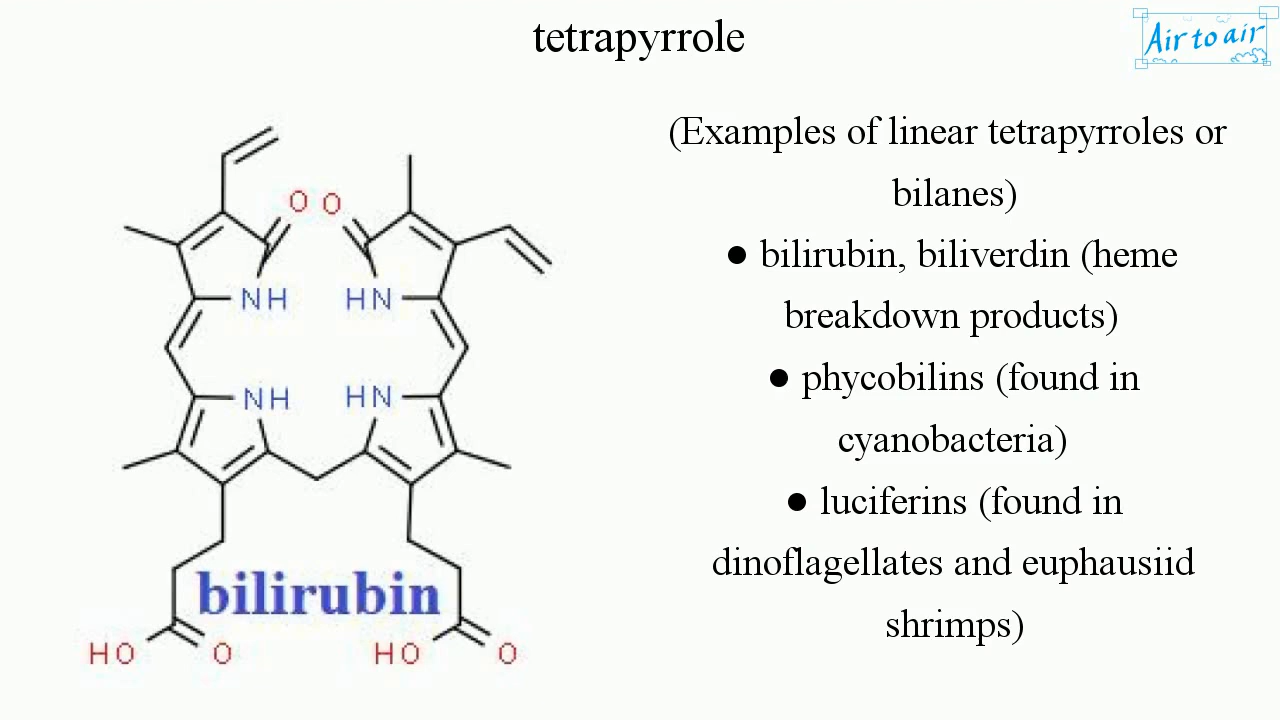 tetrapyrrole
Air to air
(Examples of linear tetrapyrroles or
bilanes)
● bilirubin, biliverdin (heme
breakdown products)
● phycobilins (found in
cyanobacteria)
● luciferins (found in
dinoflagellates and euphausiid
shrimps)
O O
NH HN
NH HN
bilirubin
HO O HO O